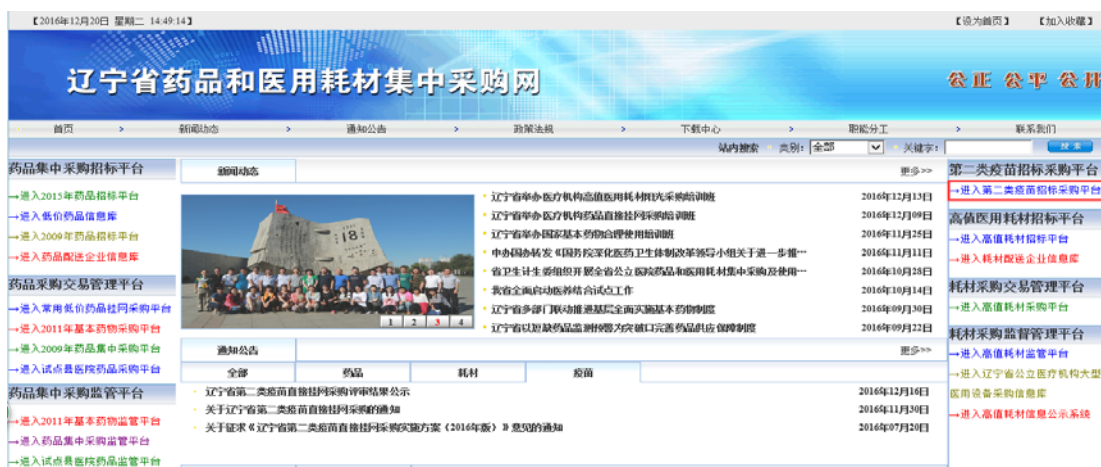 【2016年12月20日 星期二 14:49:14】
【设为首页】 【加入收藏】
辽宁省药品和医用耗材集中采购网
公正 公平 公开
首页 > 新闻动态 > 通知公告 > 政策法规 > 下载中心 > 职能分工 > 联系我们
站内搜索 类别: 全部 关键字: 搜 索
药品集中采购招标平台
→进入2015年药品招标平台
→进入低价药品信息库
→进入2009年药品招标平台
→进入药品配送企业信息库
药品采购交易管理平台
→进入常用低价药品挂网采购平台
→进入2011年基本药物采购平台
→进入2009年药品集中采购平台
→进入试点县医院药品采购平台
药品集中采购监管平台
→进入2011年基本药物监管平台
→进入药品集中采购监管平台
→进入试点县医院药品监管平台
新闻动态 更多>>
18
1 2 3 4
辽宁省举办医疗机构高值医用耗材阳光采购培训班 2016年12月13日
辽宁省举办医疗机构药品直接挂网采购培训班 2016年12月09日
辽宁省举办国家基本药物合理使用培训班 2016年11月25日
中办国办转发《国务院深化医药卫生体制改革领导小组关于进一步推… 2016年11月11日
省卫生计生委组织开展全省公立医院药品和医用耗材集中采购及使用… 2016年10月28日
我省全面启动医养结合试点工作 2016年10月14日
辽宁省多部门联动推进基层全面实施基本药物制度 2016年09月30日
辽宁省以短缺药品监测预警为突破口完善药品供应保障制度 2016年09月22日
通知公告 更多>>
全部 药品 耗材 疫苗
辽宁省第二类疫苗直接挂网采购评审结果公示 2016年12月16日
关于辽宁省第二类疫苗直接挂网采购的通知 2016年11月30日
关于征求《辽宁省第二类疫苗直接挂网采购实施方案（2016年版）》意见的通知 2016年07月20日
第二类疫苗招标采购平台
→进入第二类疫苗招标采购平台
高值医用耗材招标平台
→进入高值耗材招标平台
→进入耗材配送企业信息库
耗材采购交易管理平台
→进入高值耗材采购平台
耗材采购监督管理平台
→进入高值耗材监管平台
→进入辽宁省公立医疗机构大型
医用设备采购信息库
→进入高值耗材信息公示系统